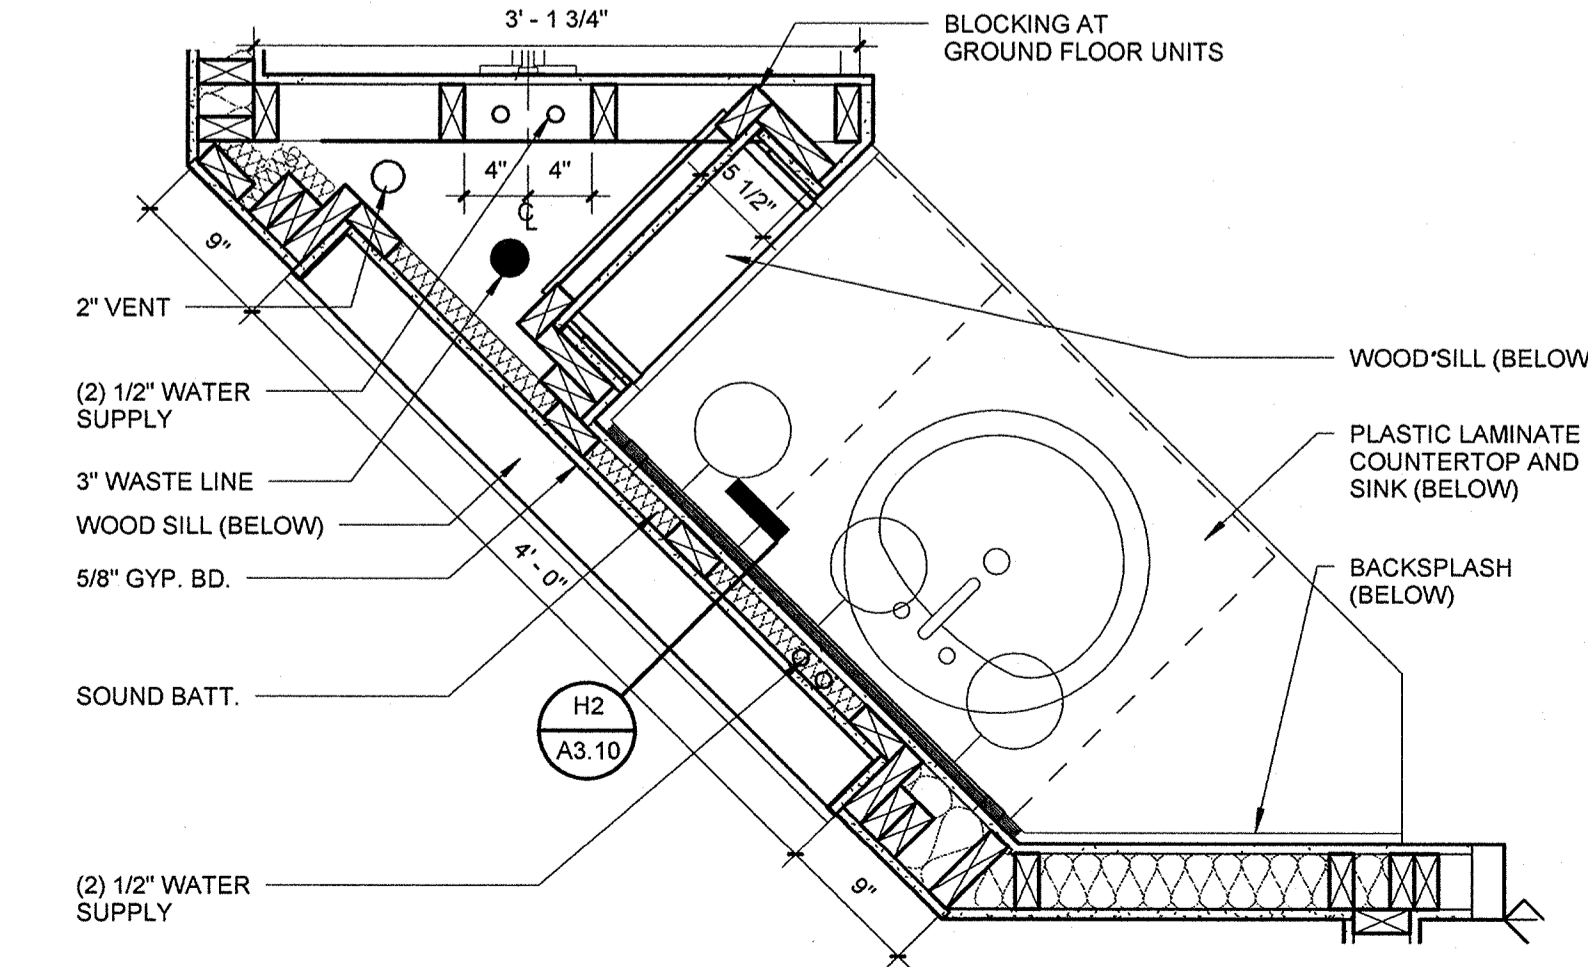 3' - 1 3/4"
BLOCKING AT
GROUND FLOOR UNITS
4"
4"
CL
5 1/2"
9"
2" VENT
WOOD SILL (BELOW
(2) 1/2" WATER
SUPPLY
PLASTIC LAMINATE
COUNTERTOP AND
SINK (BELOW)
3" WASTE LINE
WOOD SILL (BELOW)
4' - 0"
5/8" GYP. BD.
BACKSPLASH
(BELOW)
SOUND BATT.
H2
A3.10
(2) 1/2" WATER
SUPPLY
9"